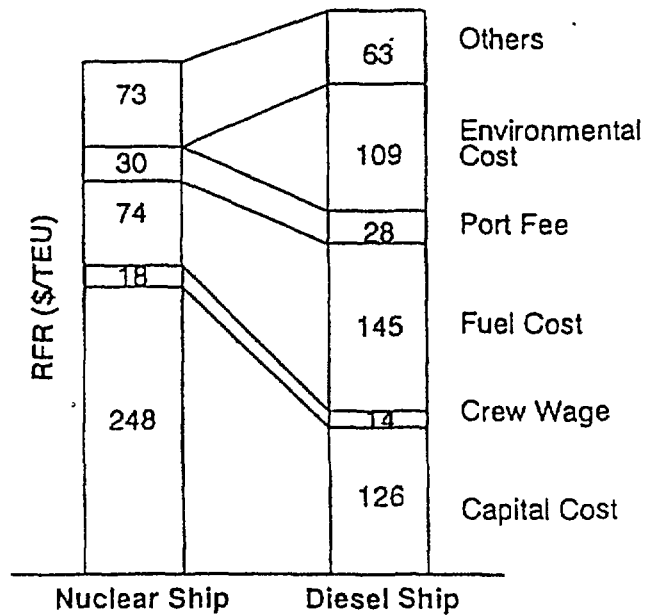 Others
63
73
Environmental
Cost
109
30
Port Fee
28
74
RFR ($/TEU)
18
145
Fuel Cost
248
14
Crew Wage
126
Capital Cost
Nuclear Ship
Diesel Ship